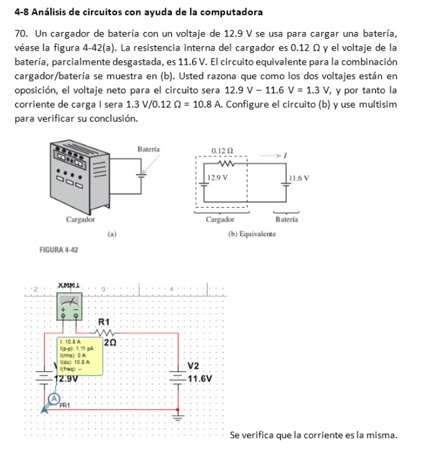 4-8 Análisis de circuitos con ayuda de la computadora
70. Un cargador de batería con un voltaje de 12.9 V se usa para cargar una batería,
véase la figura 4-42(a). La resistencia interna del cargador es 0.12 Ω y el voltaje de la
batería, parcialmente desgastada, es 11.6 V. El circuito equivalente para la combinación
cargador/batería se muestra en (b). Usted razona que como los dos voltajes están en
oposición, el voltaje neto para el circuito sera 12.9 V – 11.6 V = 1.3 V, y por tanto la
corriente de carga I sera 1.3 V/0.12 Ω = 10.8 A. Configure el circuito (b) y use multisim
para verificar su conclusión.
Batería
Cargador
(a)
0.12 Ω
I
12.9 V
11.6 V
Cargador
Batería
(b) Equivalente
FIGURA 4-42
2
3
4
XMM1
R1
2Ω
I: 10.8 A
I(p-p): 1.11 pA
I(rms): 0 A
I(dc): 10.8 A
I(freq): --
V
12.9V
V2
11.6V
A
PR1
Se verifica que la corriente es la misma.